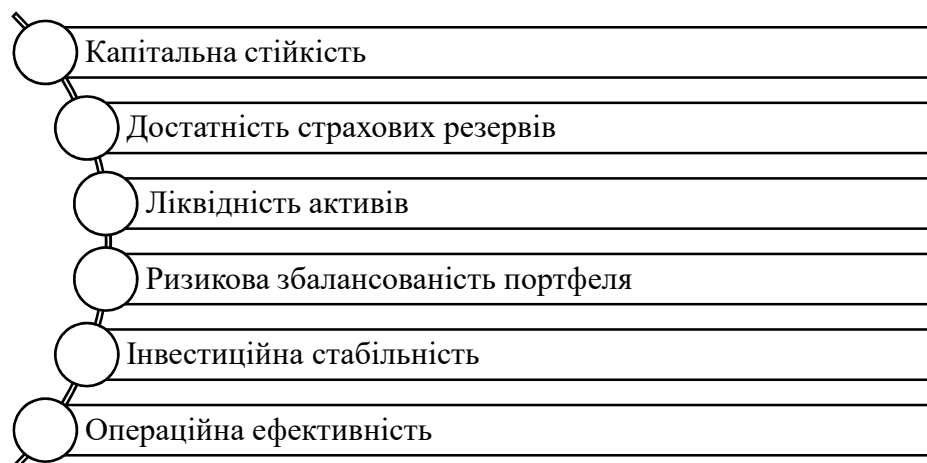 Капітальна стійкість
Достатність страхових резервів
Ліквідність активів
Ризикова збалансованість портфеля
Інвестиційна стабільність
Операційна ефективність